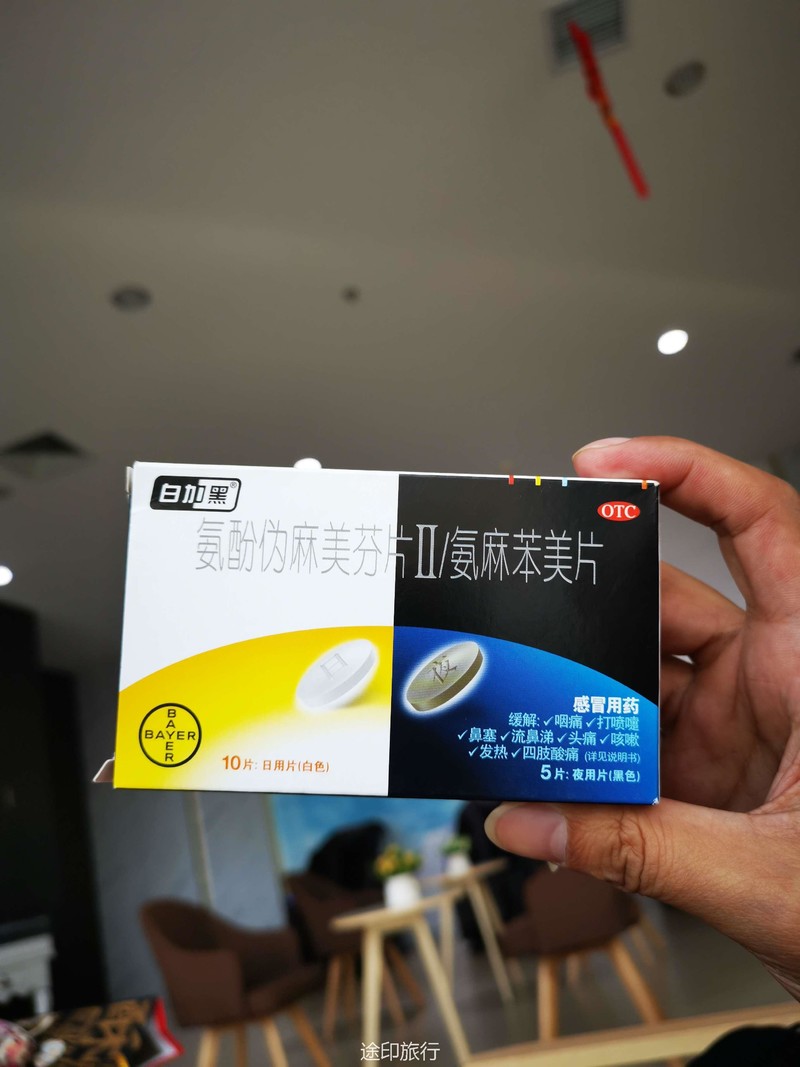 白加黑®
OTC
氨酚伪麻美芬片Ⅱ/氨麻苯美片
日
夜
感冒用药
缓解:✓咽痛✓打喷嚏
✓鼻塞✓流鼻涕✓头痛✓咳嗽
✓发热✓四肢酸痛(详见说明书)
BAYER
BAYER
10片:日用片(白色)
5片:夜用片(黑色)
途印旅行